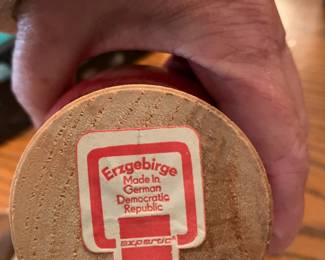 Erzgebirge
Made in
German
Democratic
Republic
expertic